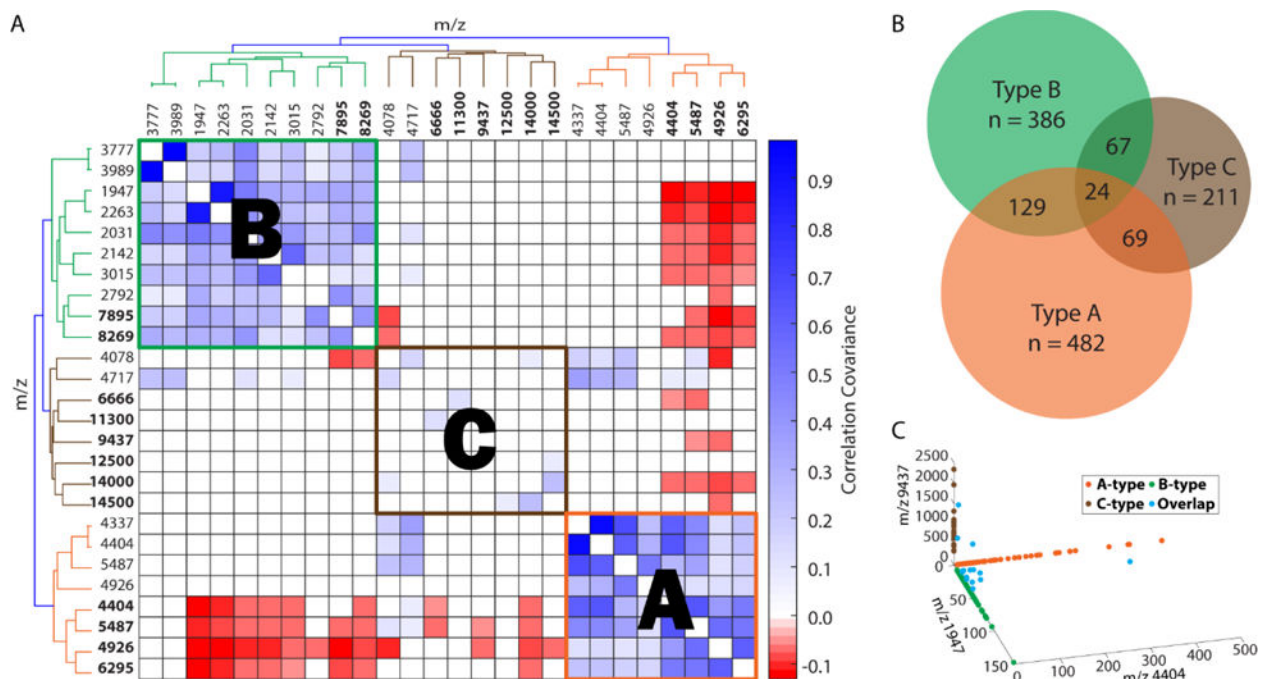 A
m/z
3777 3989 1947 2263 2031 2142 3015 2792 7895 8269 4078 4717 6666 11300 9437 12500 14000 14500 4337 4404 5487 4926 4404 5487 4926 6295
m/z
3777
3989
1947
2263
2031
2142
3015
2792
7895
8269
4078
4717
6666
11300
9437
12500
14000
14500
4337
4404
5487
4926
4404
5487
4926
6295
B
C
A
0.9
0.8
0.7
0.6
0.5
0.4
0.3
0.2
0.1
0.0
-0.1
Correlation Covariance
B
Type B
n = 386
67
Type C
n = 211
129
24
69
Type A
n = 482
C
2500
2000
1500
1000
500
0
m/z 9437
A-type B-type
C-type Overlap
50
100
150
m/z 1947
0 100 200 300 400 500
m/z 4404